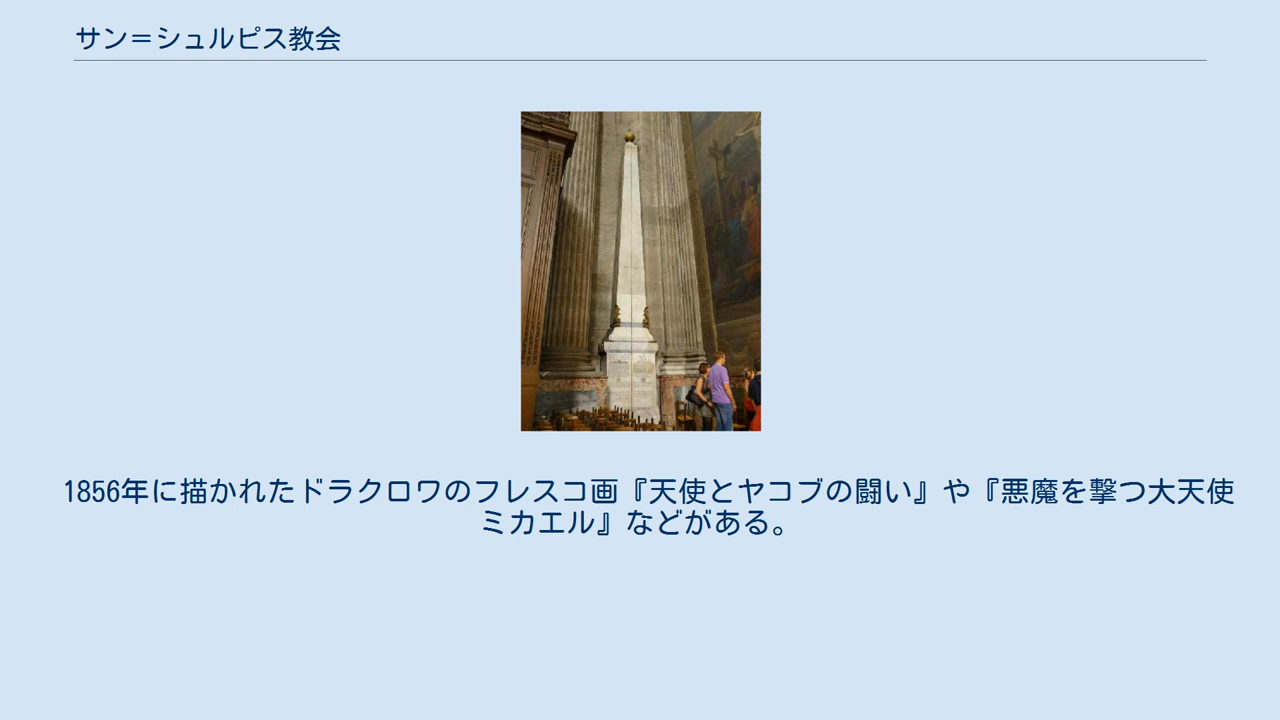 サン＝シュルピス教会
1856年に描かれたドラクロワのフレスコ画『天使とヤコブの闘い』や『悪魔を撃つ大天使
ミカエル』などがある。